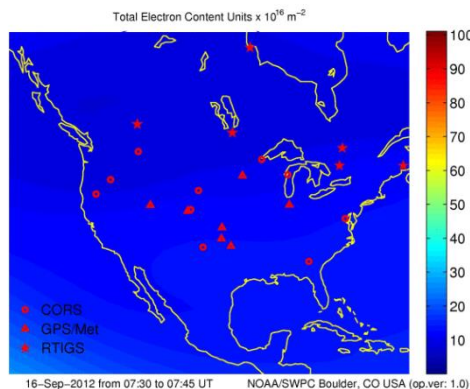 Total Electron Content Units x 10^16 m^-2
100
90
80
70
60
50
40
30
20
10
CORS
GPS/Met
RTIGS
16-Sep-2012 from 07:30 to 07:45 UT NOAA/SWPC Boulder, CO USA (op.ver: 1.0)